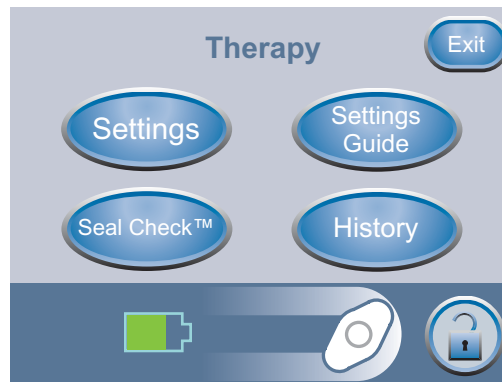 Therapy
Exit
Settings
Settings
Guide
Seal Check™
History